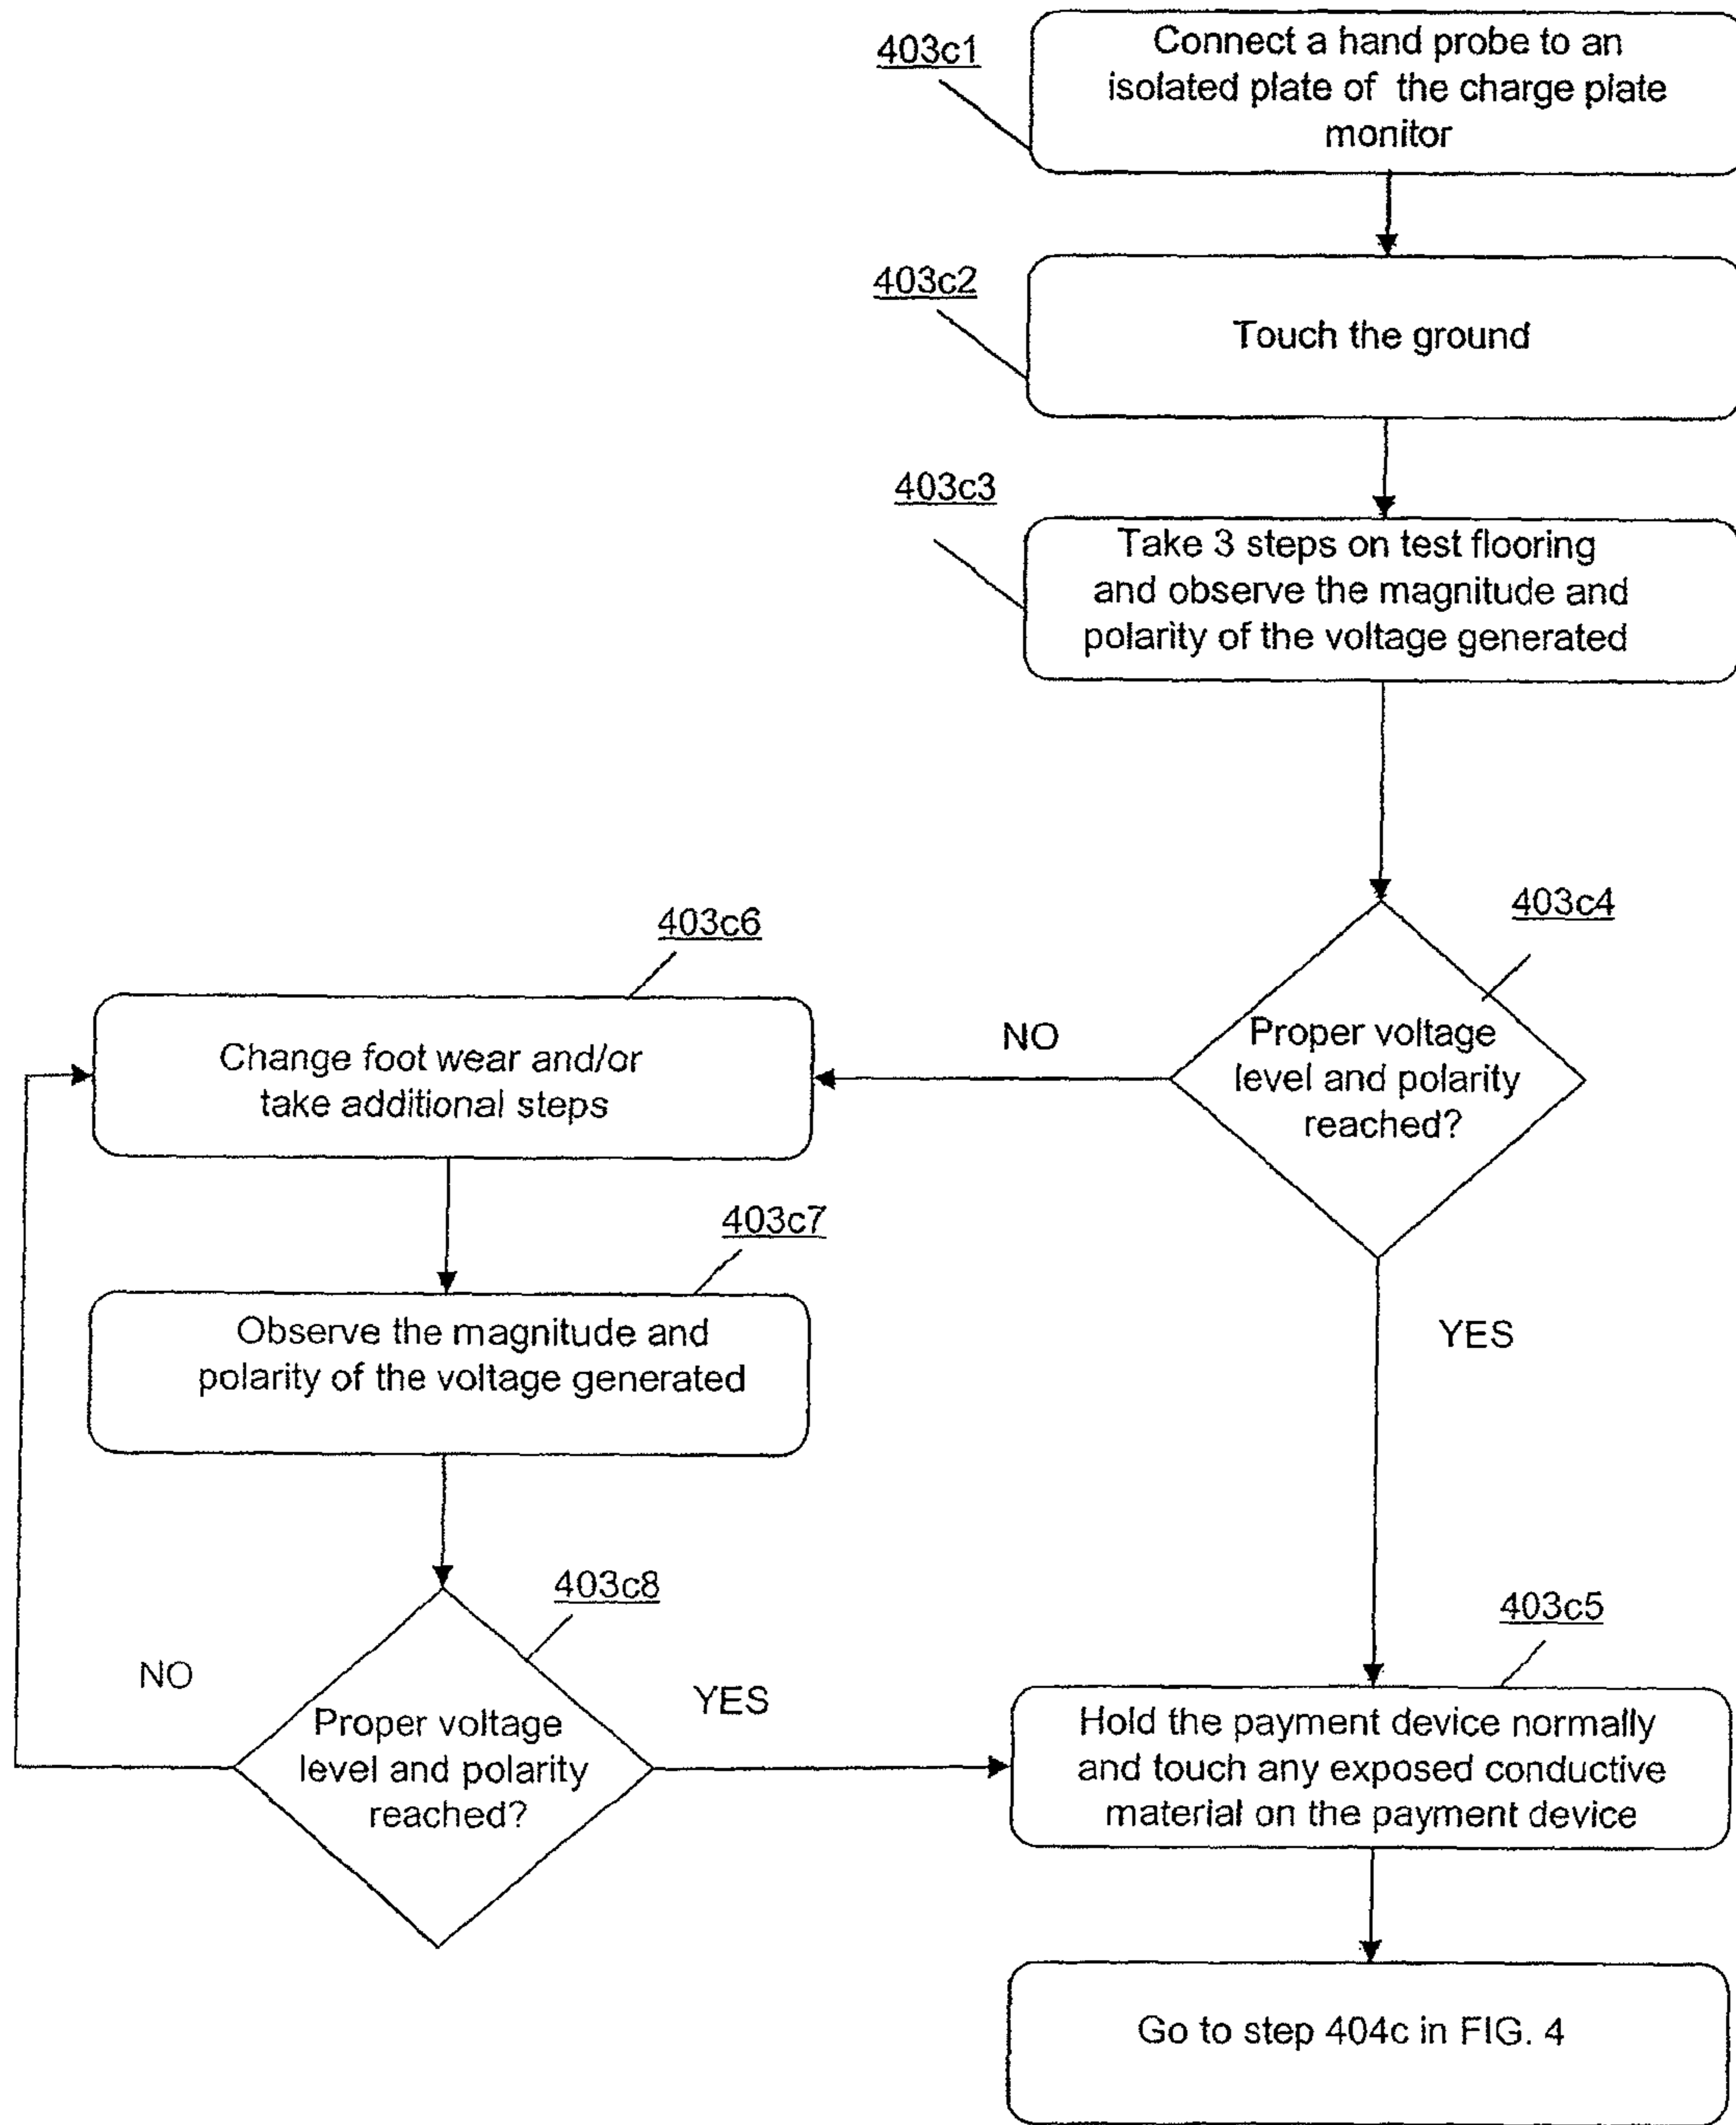 403c1
Connect a hand probe to an
isolated plate of the charge plate
monitor
403c2
Touch the ground
403c3
Take 3 steps on test flooring
and observe the magnitude and
polarity of the voltage generated
403c4
Proper voltage
level and polarity
reached?
NO
YES
403c6
Change foot wear and/or
take additional steps
403c7
Observe the magnitude and
polarity of the voltage generated
403c8
Proper voltage
level and polarity
reached?
NO
YES
403c5
Hold the payment device normally
and touch any exposed conductive
material on the payment device
Go to step 404c in FIG. 4